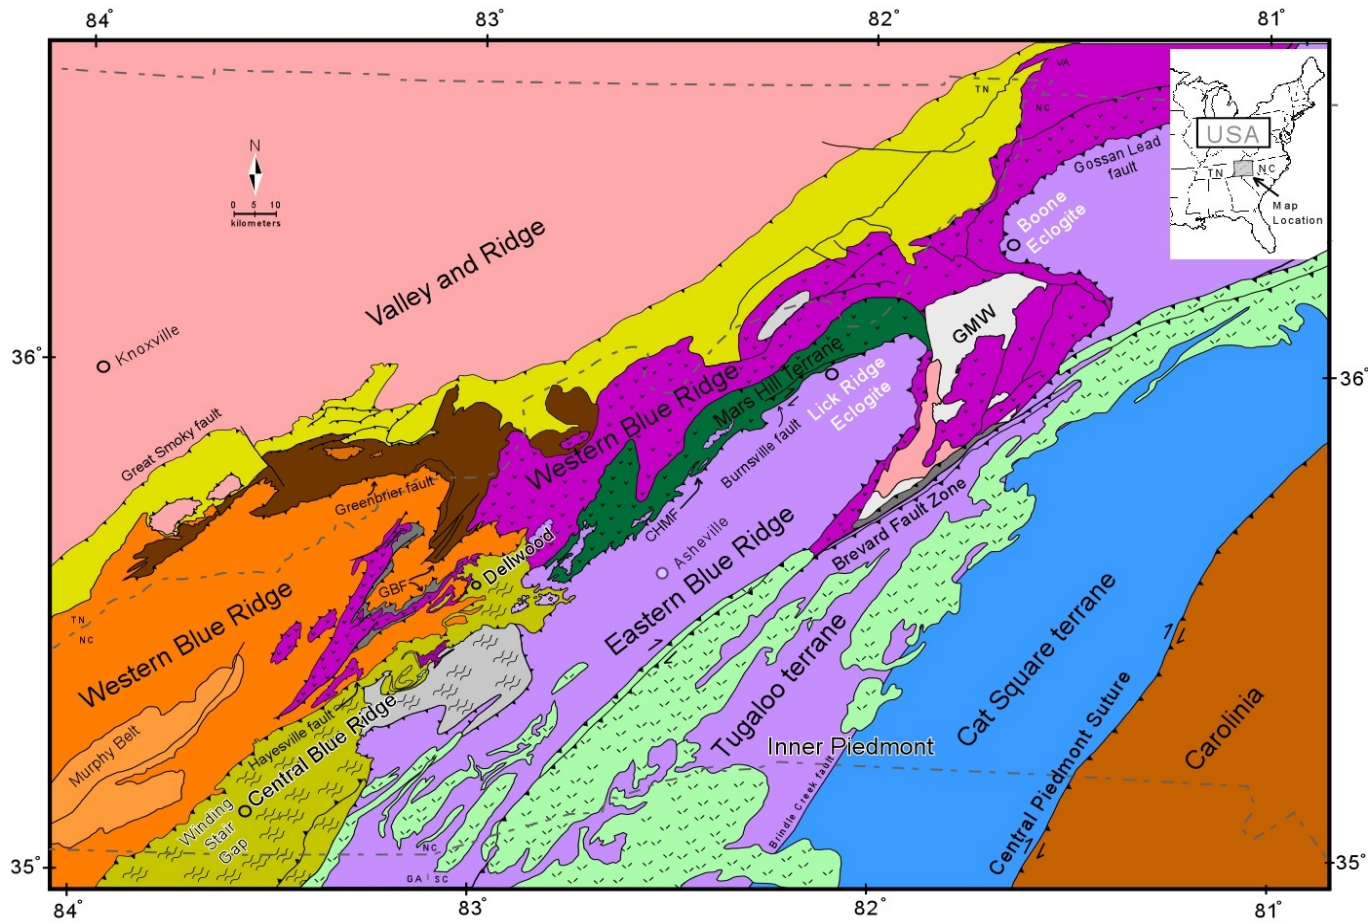 84°
83°
82°
81°
VA
TN
NC
N
0 5 10
kilometers
USA
TN
NC
Map
Location
Gossan Lead
fault
Boone
Eclogite
Valley and Ridge
Knoxville
36°
36°
GMW
Mars Hill Terrane
Lick Ridge
Eclogite
Western Blue Ridge
Great Smoky fault
Greenbrier fault
Burnsville fault
CHMF
Asheville
Brevard Fault Zone
Dellwood
GBF
Eastern Blue Ridge
TN
NC
Western Blue Ridge
Tugaloo terrane
Cat Square terrane
Hayesville fault
Central Blue Ridge
Murphy Belt
Inner Piedmont
Carolinia
Central Piedmont Suture
Brindle Creek fault
Winding
Stair
Gap
NC
GA SC
35°
35°
84°
83°
82°
81°